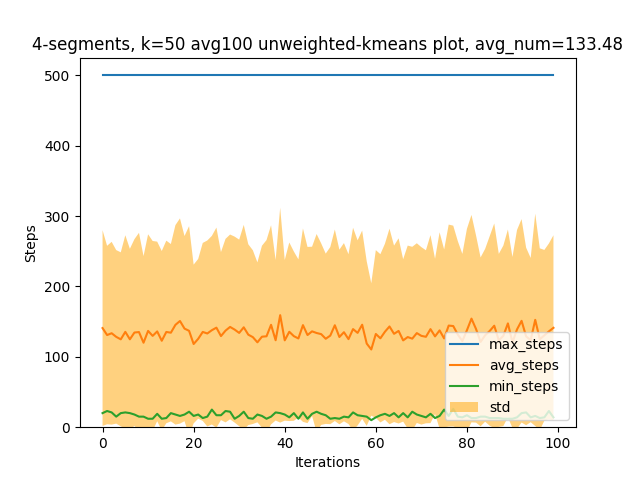 4-segments, k=50 avg100 unweighted-kmeans plot, avg_num=133.48
500
400
300
200
100
0
Steps
max_steps
avg_steps
min_steps
std
0 20 40 60 80 100
Iterations